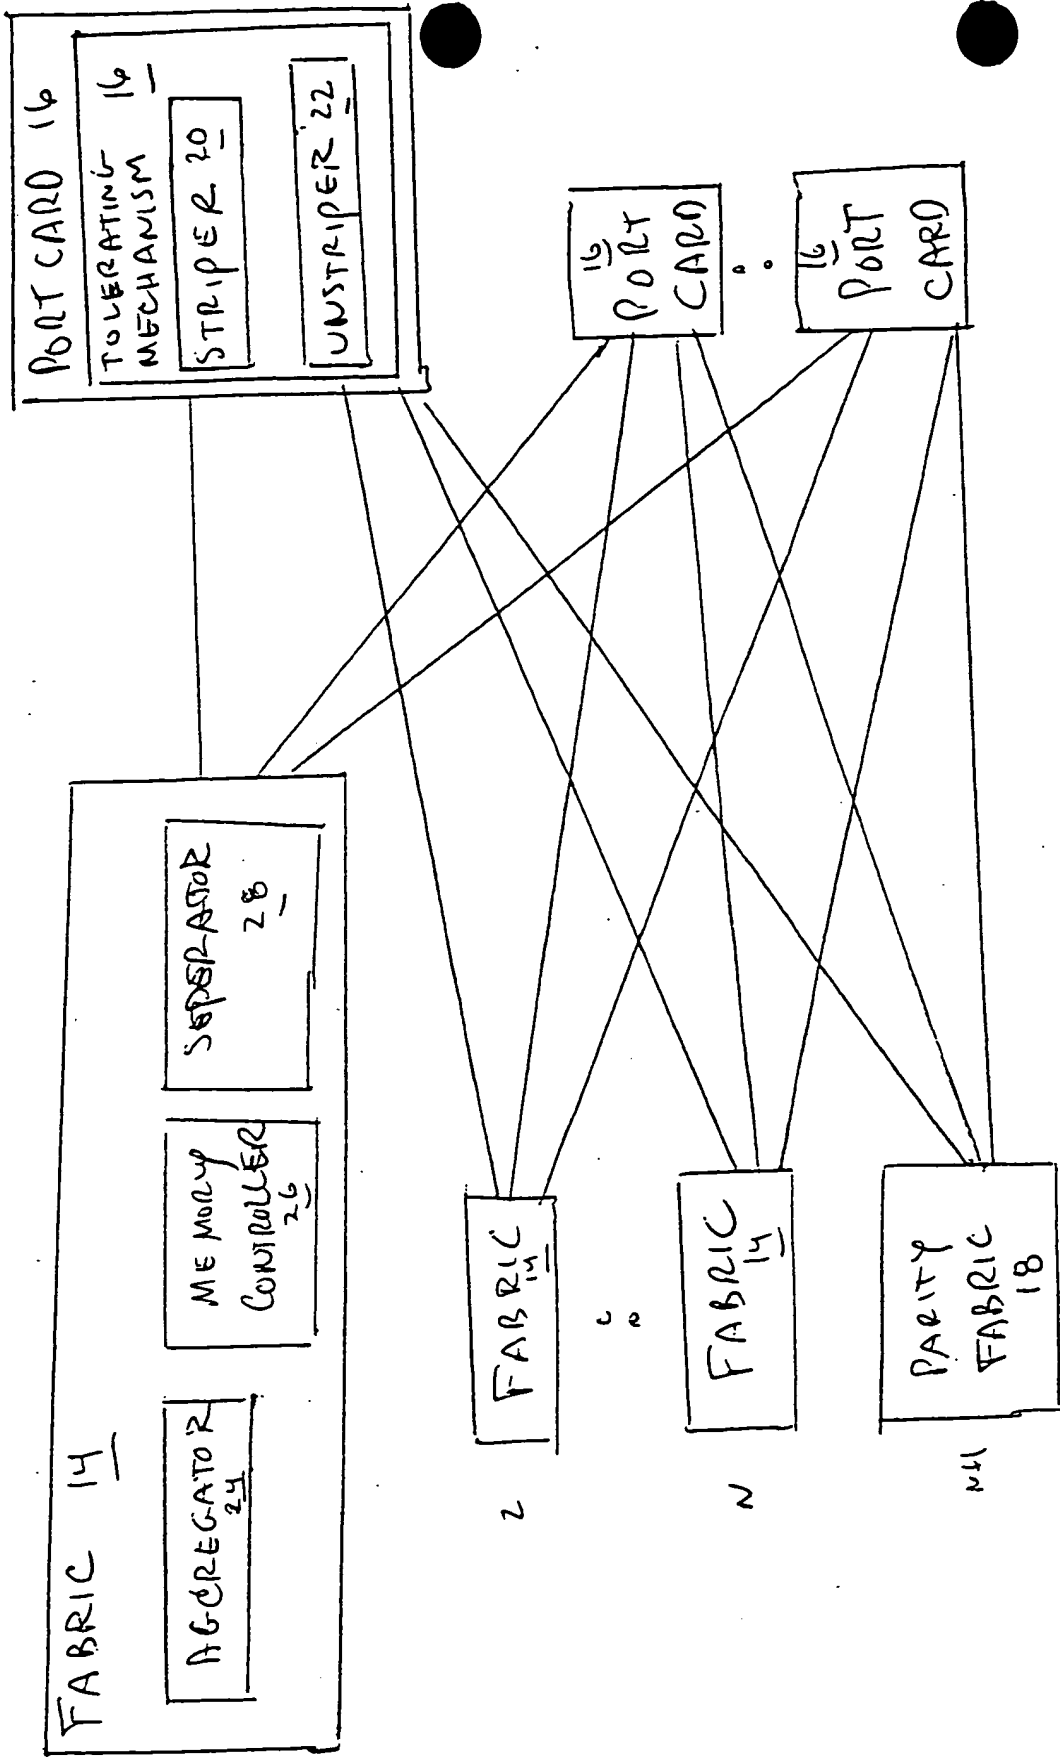 FABRIC 14
AGGREGATOR
24
MEMORY
CONTROLLER
26
SEPERATOR
28
PORT CARD 16
TOLERATING 16
MECHANISM
STRIPER 20
UNSTRIPER 22
2
FABRIC
14
N
FABRIC
14
N+1
PARITY
FABRIC
18
16
PORT
CARD
16
PORT
CARD